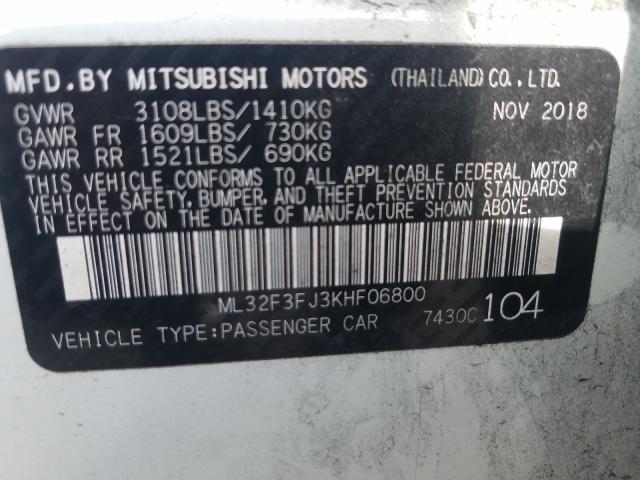 MFD. BY MITSUBISHI MOTORS (THAILAND) CO., LTD.
GVWR 3108LBS/1410KG NOV 2018
GAWR FR 1609LBS/ 730KG
GAWR RR 1521LBS/ 690KG
THIS VEHICLE CONFORMS TO ALL APPLICABLE FEDERAL MOTOR
VEHICLE SAFETY, BUMPER, AND THEFT PREVENTION STANDARDS
IN EFFECT ON THE DATE OF MANUFACTURE SHOWN ABOVE.
ML32F3FJ3KHF06800
VEHICLE TYPE:PASSENGER CAR 7430C 104